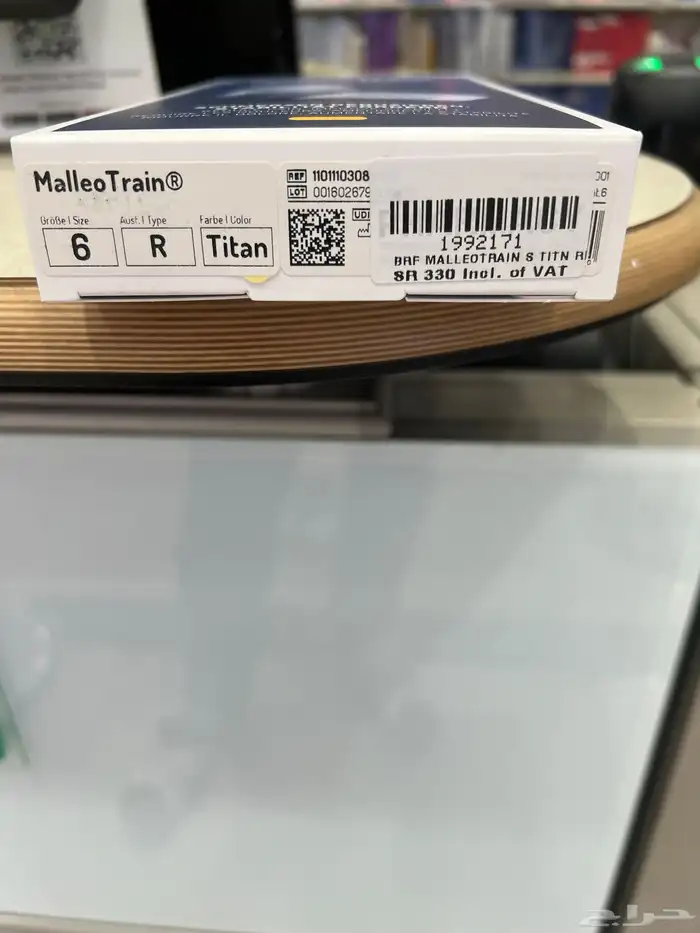 MalleoTrain®
Größe | Size
6
Ausf. | Type
R
Farbe | Color
Titan
REF 1101110308
LOT 001602679
UDI
1992171
BRF MALLEOTRAIN S TITN R
SR 330 Incl. of VAT
حراج